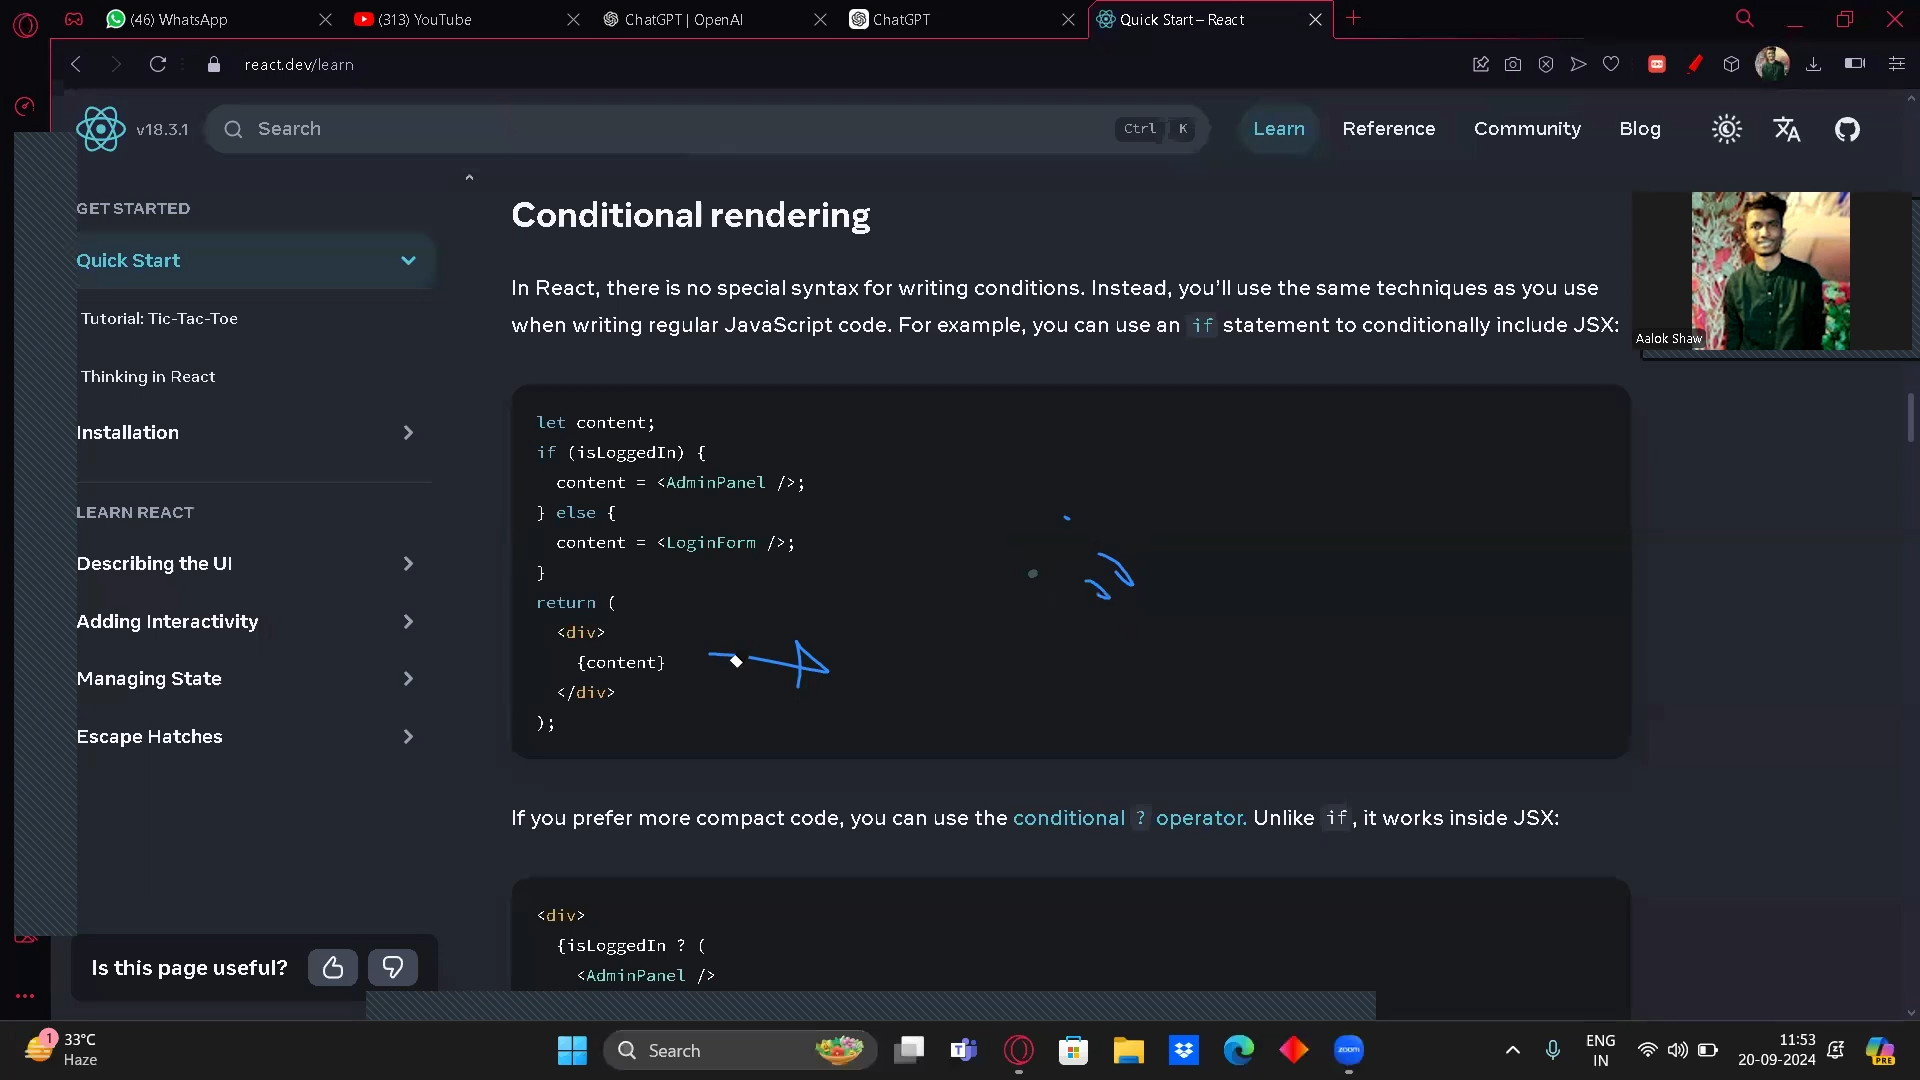 (46) WhatsApp
(313) YouTube
ChatGPT | OpenAI
ChatGPT
Quick Start – React
react.dev/learn
v18.3.1
Search
Ctrl K
Learn
Reference
Community
Blog
GET STARTED
Quick Start
Tutorial: Tic-Tac-Toe
Thinking in React
Installation
LEARN REACT
Describing the UI
Adding Interactivity
Managing State
Escape Hatches
Is this page useful?
Conditional rendering
In React, there is no special syntax for writing conditions. Instead, you’ll use the same techniques as you use
when writing regular JavaScript code. For example, you can use an if statement to conditionally include JSX:
Aalok Shaw
let content;
if (isLoggedIn) {
content = <AdminPanel />;
} else {
content = <LoginForm />;
}
return (
<div>
{content}
</div>
);
If you prefer more compact code, you can use the conditional ? operator. Unlike if, it works inside JSX:
<div>
{isLoggedIn ? (
<AdminPanel />
1
33°C
Haze
Search
zoom
PRE
ENG
IN
11:53
20-09-2024